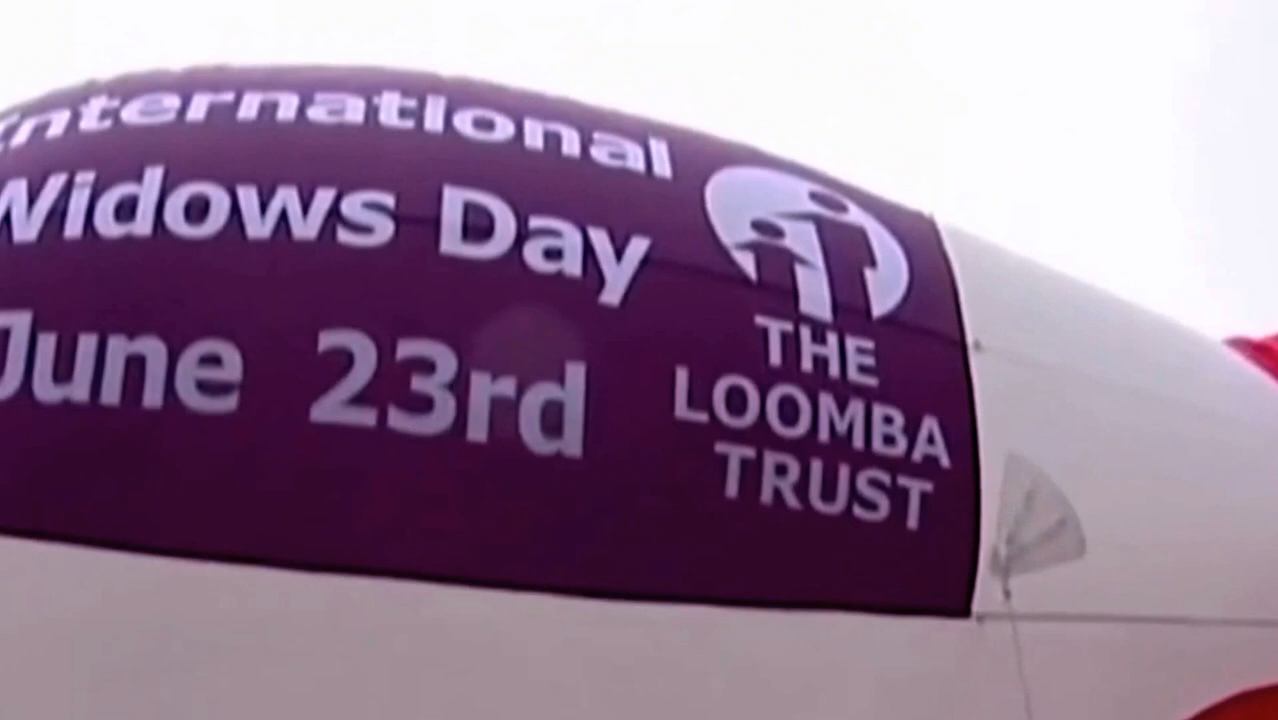 International
Widows Day
June 23rd
THE
LOOMBA
TRUST